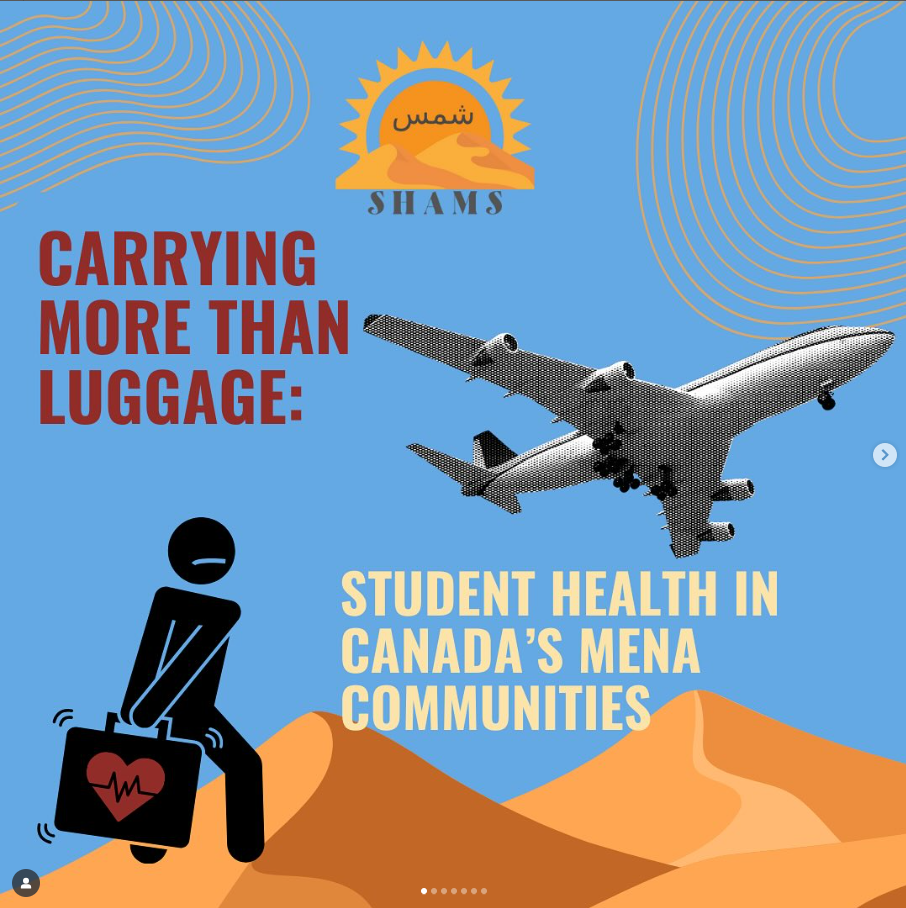 شمس
SHAMS
CARRYING
MORE THAN
LUGGAGE:
STUDENT HEALTH IN
CANADA’S MENA
COMMUNITIES